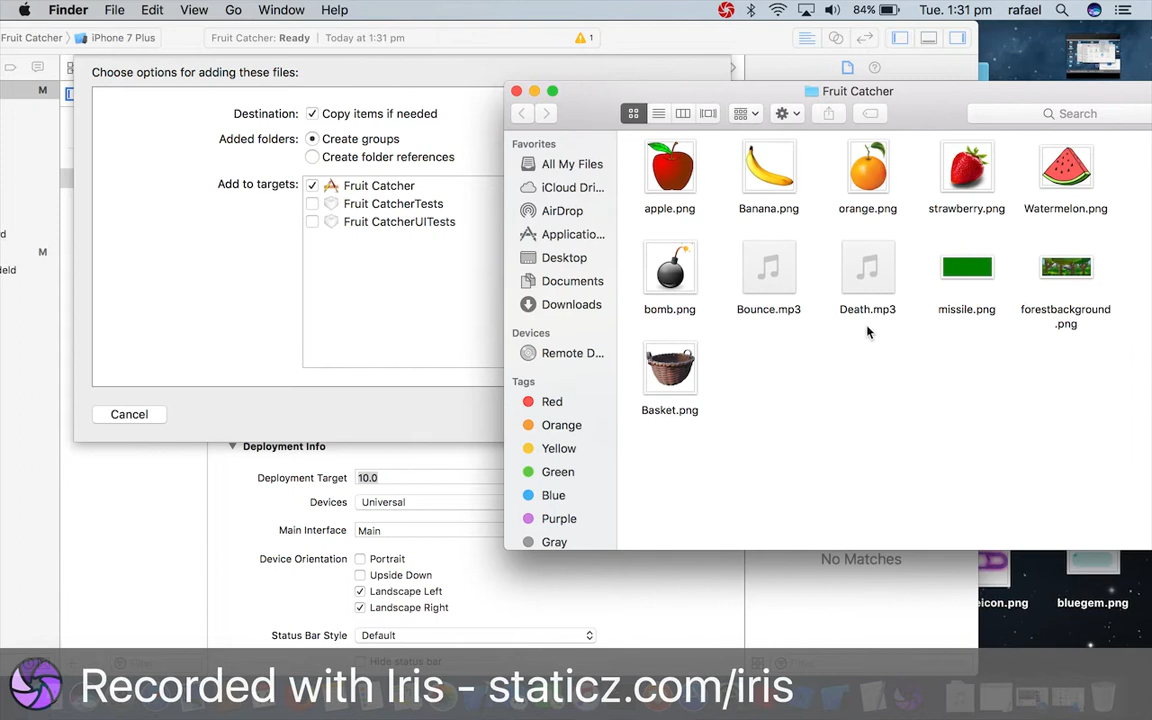 Finder File Edit View Go Window Help 84% Tue. 1:31 pm rafael
Fruit Catcher iPhone 7 Plus Fruit Catcher: Ready Today at 1:31 pm 1
Choose options for adding these files:
Destination: Copy items if needed
Added folders: Create groups
Create folder references
Add to targets: Fruit Catcher
Fruit CatcherTests
Fruit CatcherUITests
Cancel
M
M
Fruit Catcher
Search
Favorites
All My Files
iCloud Dri...
AirDrop
Applicatio...
Desktop
Documents
Downloads
Devices
Remote D...
Tags
Red
Orange
Yellow
Green
Blue
Purple
Gray
apple.png Banana.png orange.png strawberry.png Watermelon.png
bomb.png Bounce.mp3 Death.mp3 missile.png forestbackground
.png
Basket.png
Deployment Info
Deployment Target 10.0
Devices Universal
Main Interface Main
Device Orientation Portrait
Upside Down
Landscape Left
Landscape Right
Status Bar Style Default
Hide status bar
No Matches
eicon.png bluegem.png
Recorded with Iris - staticz.com/iris